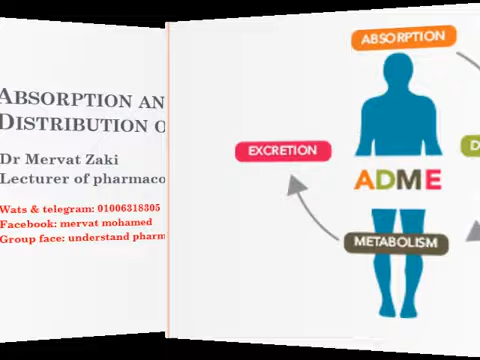 ABSORPTION AN
DISTRIBUTION O
Dr Mervat Zaki
Lecturer of pharmaco
Wats & telegram: 01006318305
Facebook: mervat mohamed
Group face: understand pharm
ABSORPTION
D
EXCRETION
ADME
METABOLISM